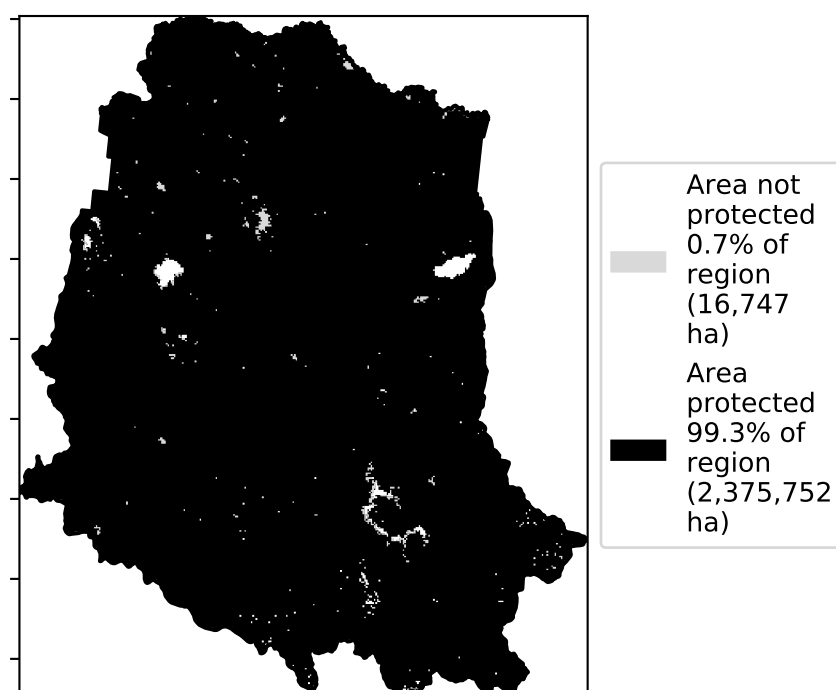 Area not
protected
0.7% of
region
(16,747
ha)
Area
protected
99.3% of
region
(2,375,752
ha)